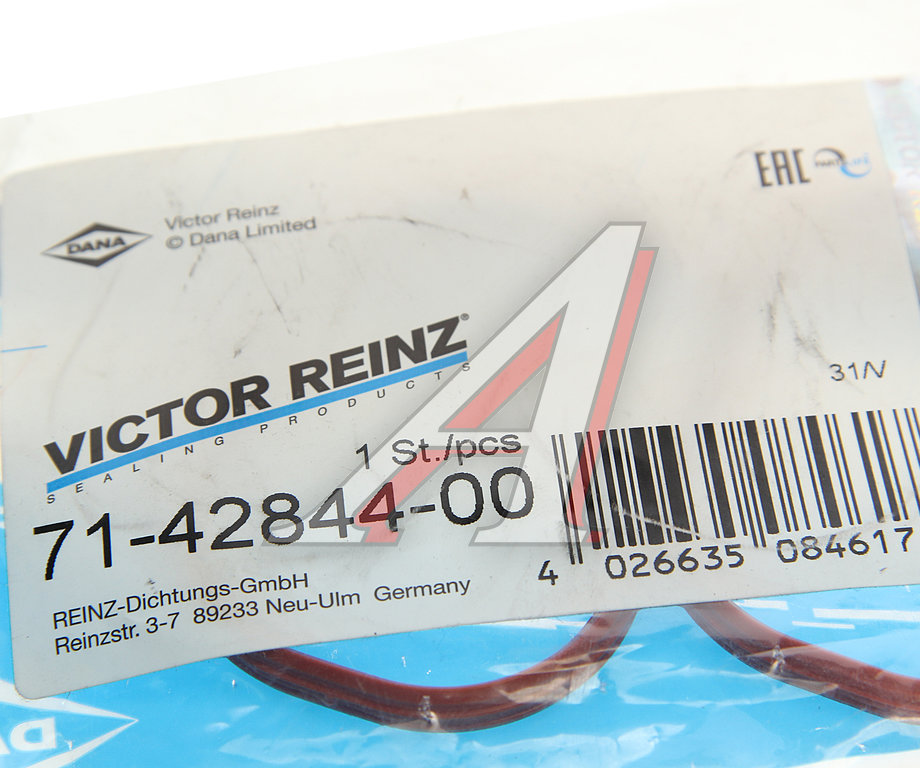 EAC
DANA
Victor Reinz
© Dana Limited
VICTOR REINZ®
SEALING PRODUCTS
31/V
1 St./pcs
71-42844-00
4 026635 084617
REINZ-Dichtungs-GmbH
Reinzstr. 3-7 89233 Neu-Ulm Germany